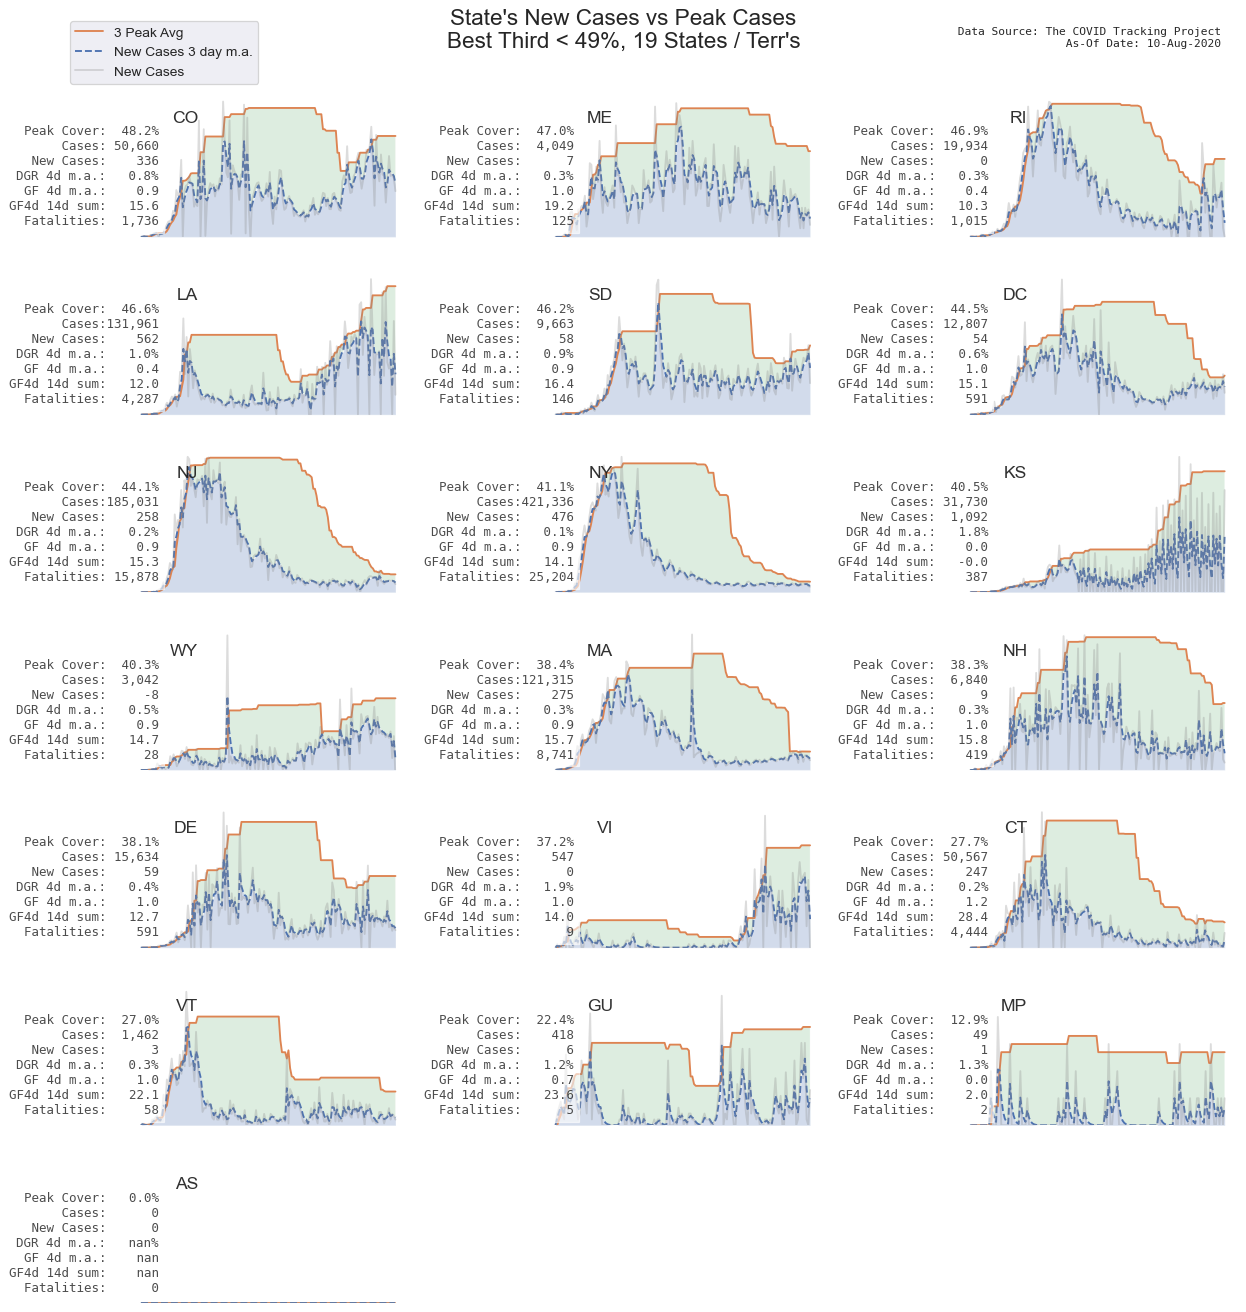 State's New Cases vs Peak Cases
Best Third < 49%, 19 States / Terr's
3 Peak Avg
New Cases 3 day m.a.
New Cases
Data Source: The COVID Tracking Project
As-Of Date: 10-Aug-2020
CO
Peak Cover: 48.2%
Cases: 50,660
New Cases: 336
DGR 4d m.a.: 0.8%
GF 4d m.a.: 0.9
GF4d 14d sum: 15.6
Fatalities: 1,736
ME
Peak Cover: 47.0%
Cases: 4,049
New Cases: 7
DGR 4d m.a.: 0.3%
GF 4d m.a.: 1.0
GF4d 14d sum: 19.2
Fatalities: 125
RI
Peak Cover: 46.9%
Cases: 19,934
New Cases: 0
DGR 4d m.a.: 0.3%
GF 4d m.a.: 0.4
GF4d 14d sum: 10.3
Fatalities: 1,015
LA
Peak Cover: 46.6%
Cases:131,961
New Cases: 562
DGR 4d m.a.: 1.0%
GF 4d m.a.: 0.4
GF4d 14d sum: 12.0
Fatalities: 4,287
SD
Peak Cover: 46.2%
Cases: 9,663
New Cases: 58
DGR 4d m.a.: 0.9%
GF 4d m.a.: 0.9
GF4d 14d sum: 16.4
Fatalities: 146
DC
Peak Cover: 44.5%
Cases: 12,807
New Cases: 54
DGR 4d m.a.: 0.6%
GF 4d m.a.: 1.0
GF4d 14d sum: 15.1
Fatalities: 591
NJ
Peak Cover: 44.1%
Cases:185,031
New Cases: 258
DGR 4d m.a.: 0.2%
GF 4d m.a.: 0.9
GF4d 14d sum: 15.3
Fatalities: 15,878
NY
Peak Cover: 41.1%
Cases:421,336
New Cases: 476
DGR 4d m.a.: 0.1%
GF 4d m.a.: 0.9
GF4d 14d sum: 14.1
Fatalities: 25,204
KS
Peak Cover: 40.5%
Cases: 31,730
New Cases: 1,092
DGR 4d m.a.: 1.8%
GF 4d m.a.: 0.0
GF4d 14d sum: -0.0
Fatalities: 387
WY
Peak Cover: 40.3%
Cases: 3,042
New Cases: -8
DGR 4d m.a.: 0.5%
GF 4d m.a.: 0.9
GF4d 14d sum: 14.7
Fatalities: 28
MA
Peak Cover: 38.4%
Cases:121,315
New Cases: 275
DGR 4d m.a.: 0.3%
GF 4d m.a.: 0.9
GF4d 14d sum: 15.7
Fatalities: 8,741
NH
Peak Cover: 38.3%
Cases: 6,840
New Cases: 9
DGR 4d m.a.: 0.3%
GF 4d m.a.: 1.0
GF4d 14d sum: 15.8
Fatalities: 419
DE
Peak Cover: 38.1%
Cases: 15,634
New Cases: 59
DGR 4d m.a.: 0.4%
GF 4d m.a.: 1.0
GF4d 14d sum: 12.7
Fatalities: 591
VI
Peak Cover: 37.2%
Cases: 547
New Cases: 0
DGR 4d m.a.: 1.9%
GF 4d m.a.: 1.0
GF4d 14d sum: 14.0
Fatalities: 9
CT
Peak Cover: 27.7%
Cases: 50,567
New Cases: 247
DGR 4d m.a.: 0.2%
GF 4d m.a.: 1.2
GF4d 14d sum: 28.4
Fatalities: 4,444
VT
Peak Cover: 27.0%
Cases: 1,462
New Cases: 3
DGR 4d m.a.: 0.3%
GF 4d m.a.: 1.0
GF4d 14d sum: 22.1
Fatalities: 58
GU
Peak Cover: 22.4%
Cases: 418
New Cases: 6
DGR 4d m.a.: 1.2%
GF 4d m.a.: 0.7
GF4d 14d sum: 23.6
Fatalities: 5
MP
Peak Cover: 12.9%
Cases: 49
New Cases: 1
DGR 4d m.a.: 1.3%
GF 4d m.a.: 0.0
GF4d 14d sum: 2.0
Fatalities: 2
AS
Peak Cover: 0.0%
Cases: 0
New Cases: 0
DGR 4d m.a.: nan%
GF 4d m.a.: nan
GF4d 14d sum: nan
Fatalities: 0